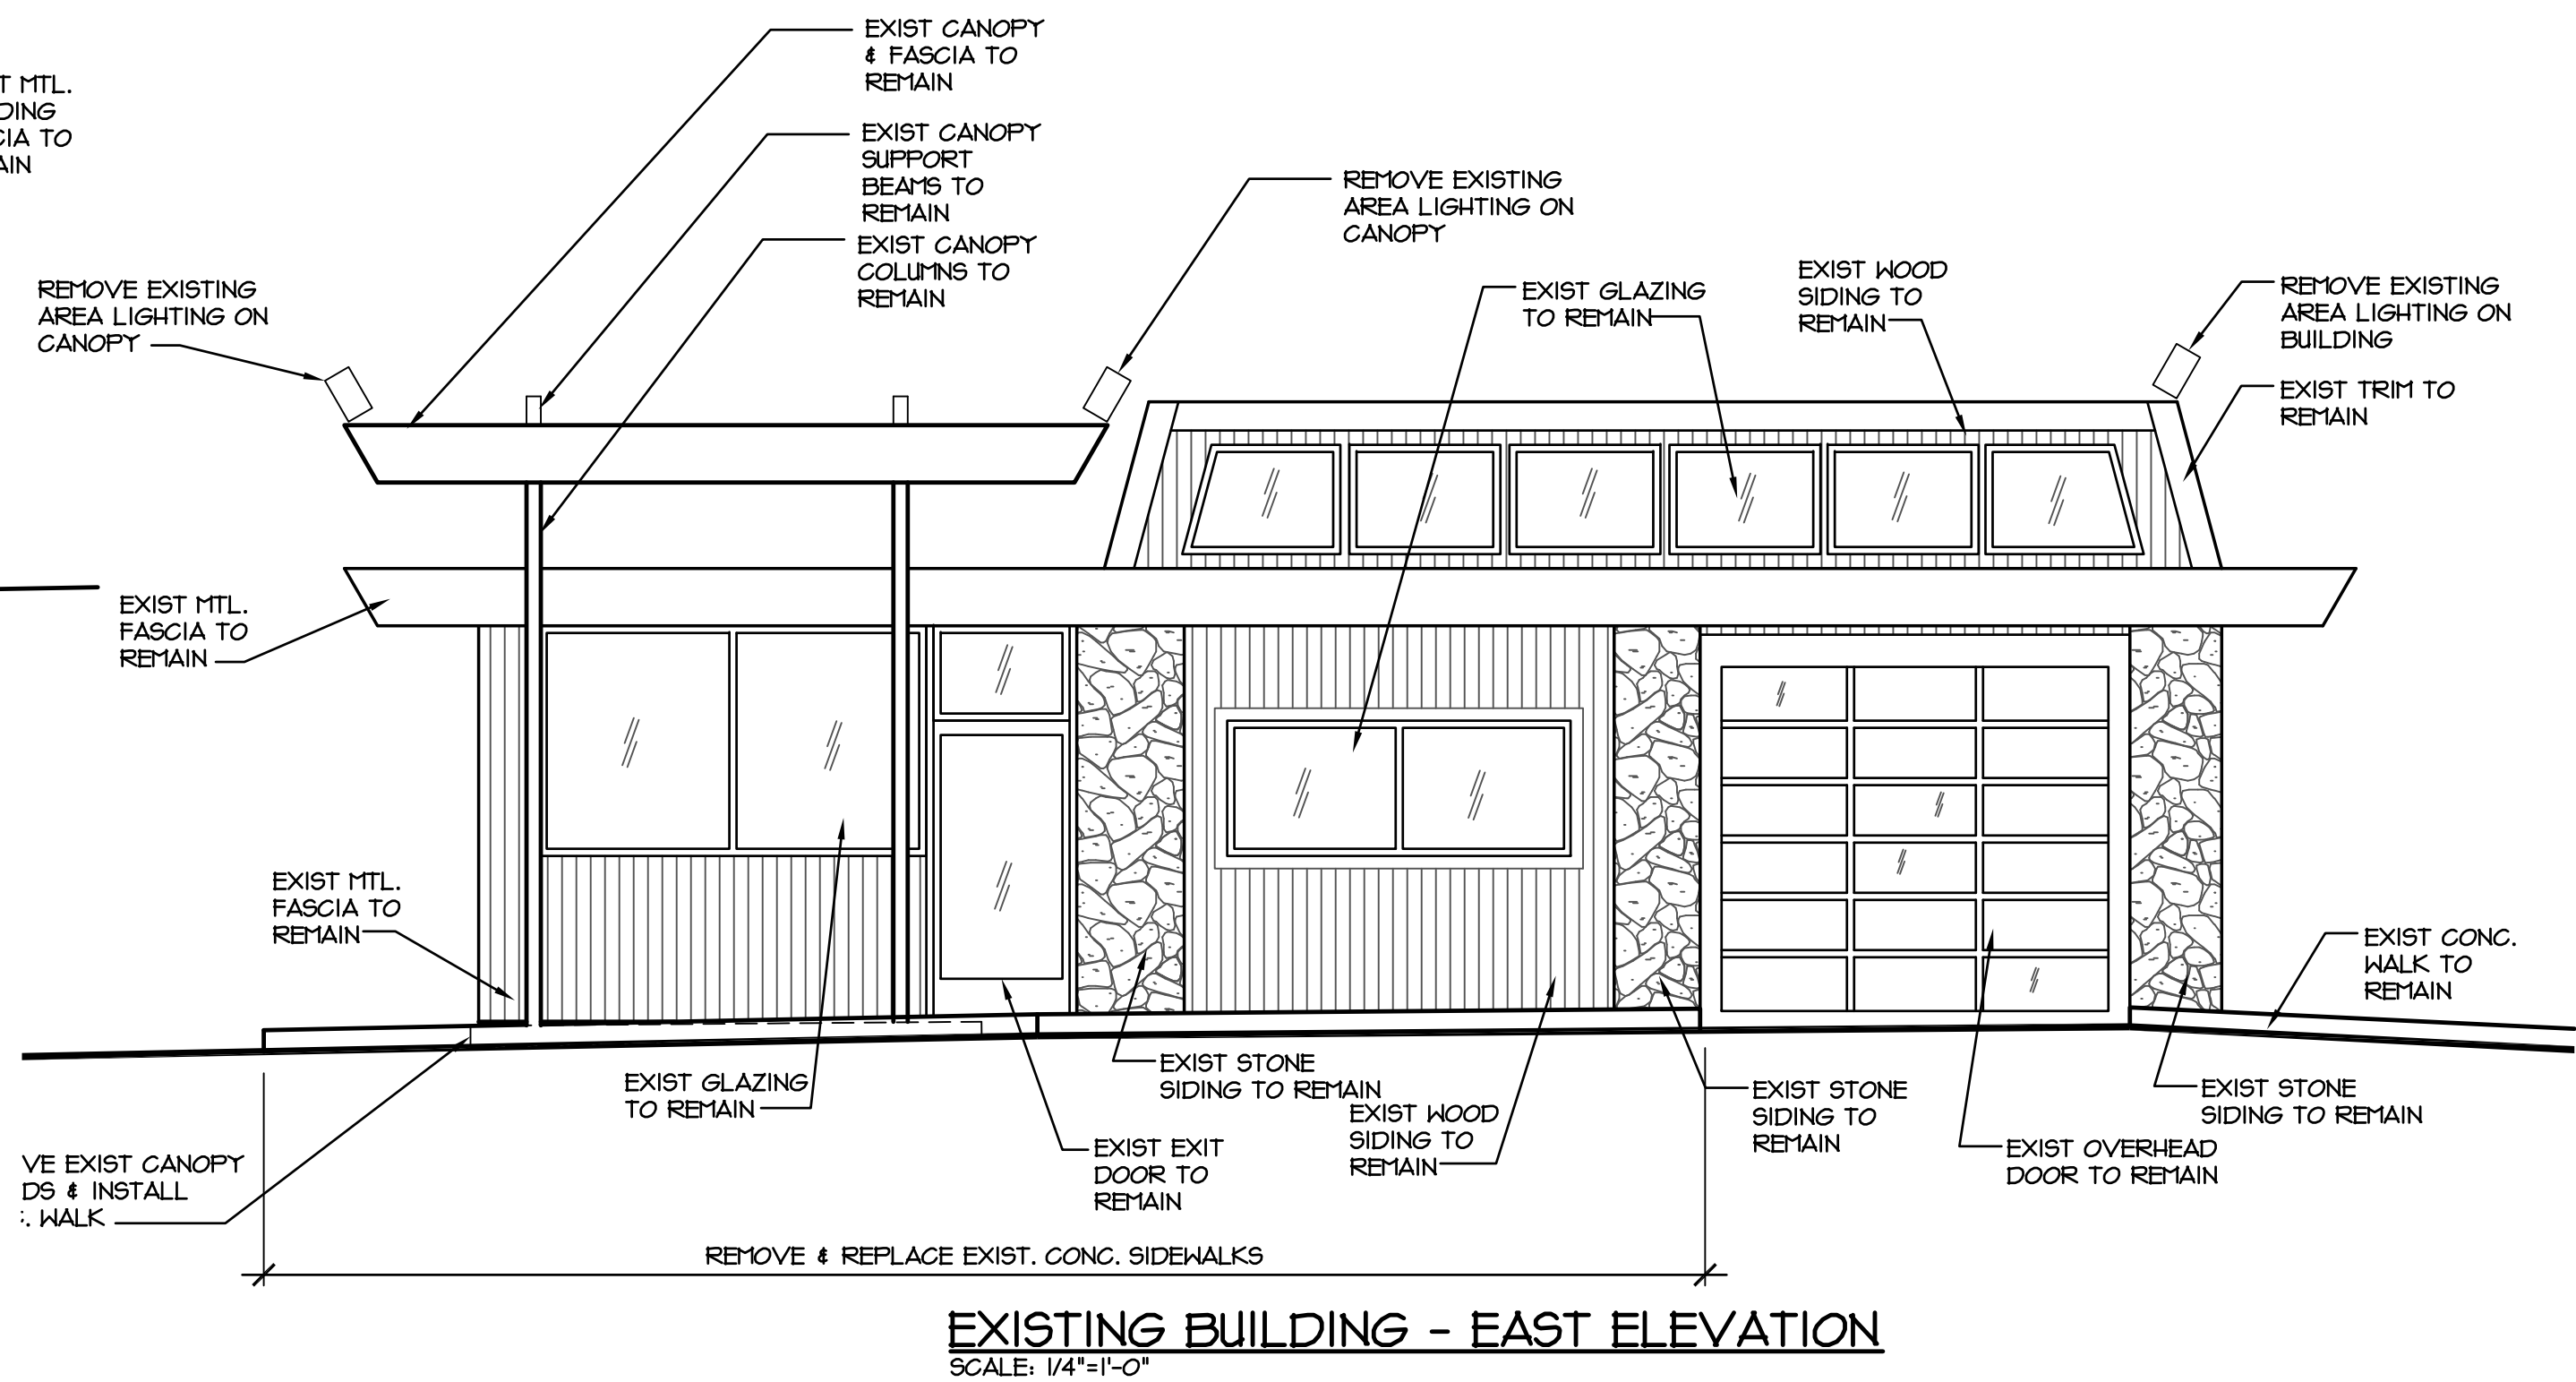 EXIST CANOPY
& FASCIA TO
REMAIN
T MTL.
DING
CIA TO
AIN
EXIST CANOPY
SUPPORT
BEAMS TO
REMAIN
EXIST CANOPY
COLUMNS TO
REMAIN
REMOVE EXISTING
AREA LIGHTING ON
CANOPY
REMOVE EXISTING
AREA LIGHTING ON
CANOPY
EXIST GLAZING
TO REMAIN
EXIST WOOD
SIDING TO
REMAIN
REMOVE EXISTING
AREA LIGHTING ON
BUILDING
EXIST TRIM TO
REMAIN
EXIST MTL.
FASCIA TO
REMAIN
EXIST MTL.
FASCIA TO
REMAIN
EXIST CONC.
WALK TO
REMAIN
EXIST GLAZING
TO REMAIN
EXIST STONE
SIDING TO REMAIN
EXIST WOOD
SIDING TO
REMAIN
EXIST STONE
SIDING TO
REMAIN
EXIST STONE
SIDING TO REMAIN
EXIST EXIT
DOOR TO
REMAIN
EXIST OVERHEAD
DOOR TO REMAIN
VE EXIST CANOPY
DS & INSTALL
. WALK
REMOVE & REPLACE EXIST. CONC. SIDEWALKS
EXISTING BUILDING - EAST ELEVATION
SCALE: 1/4"=1'-0"